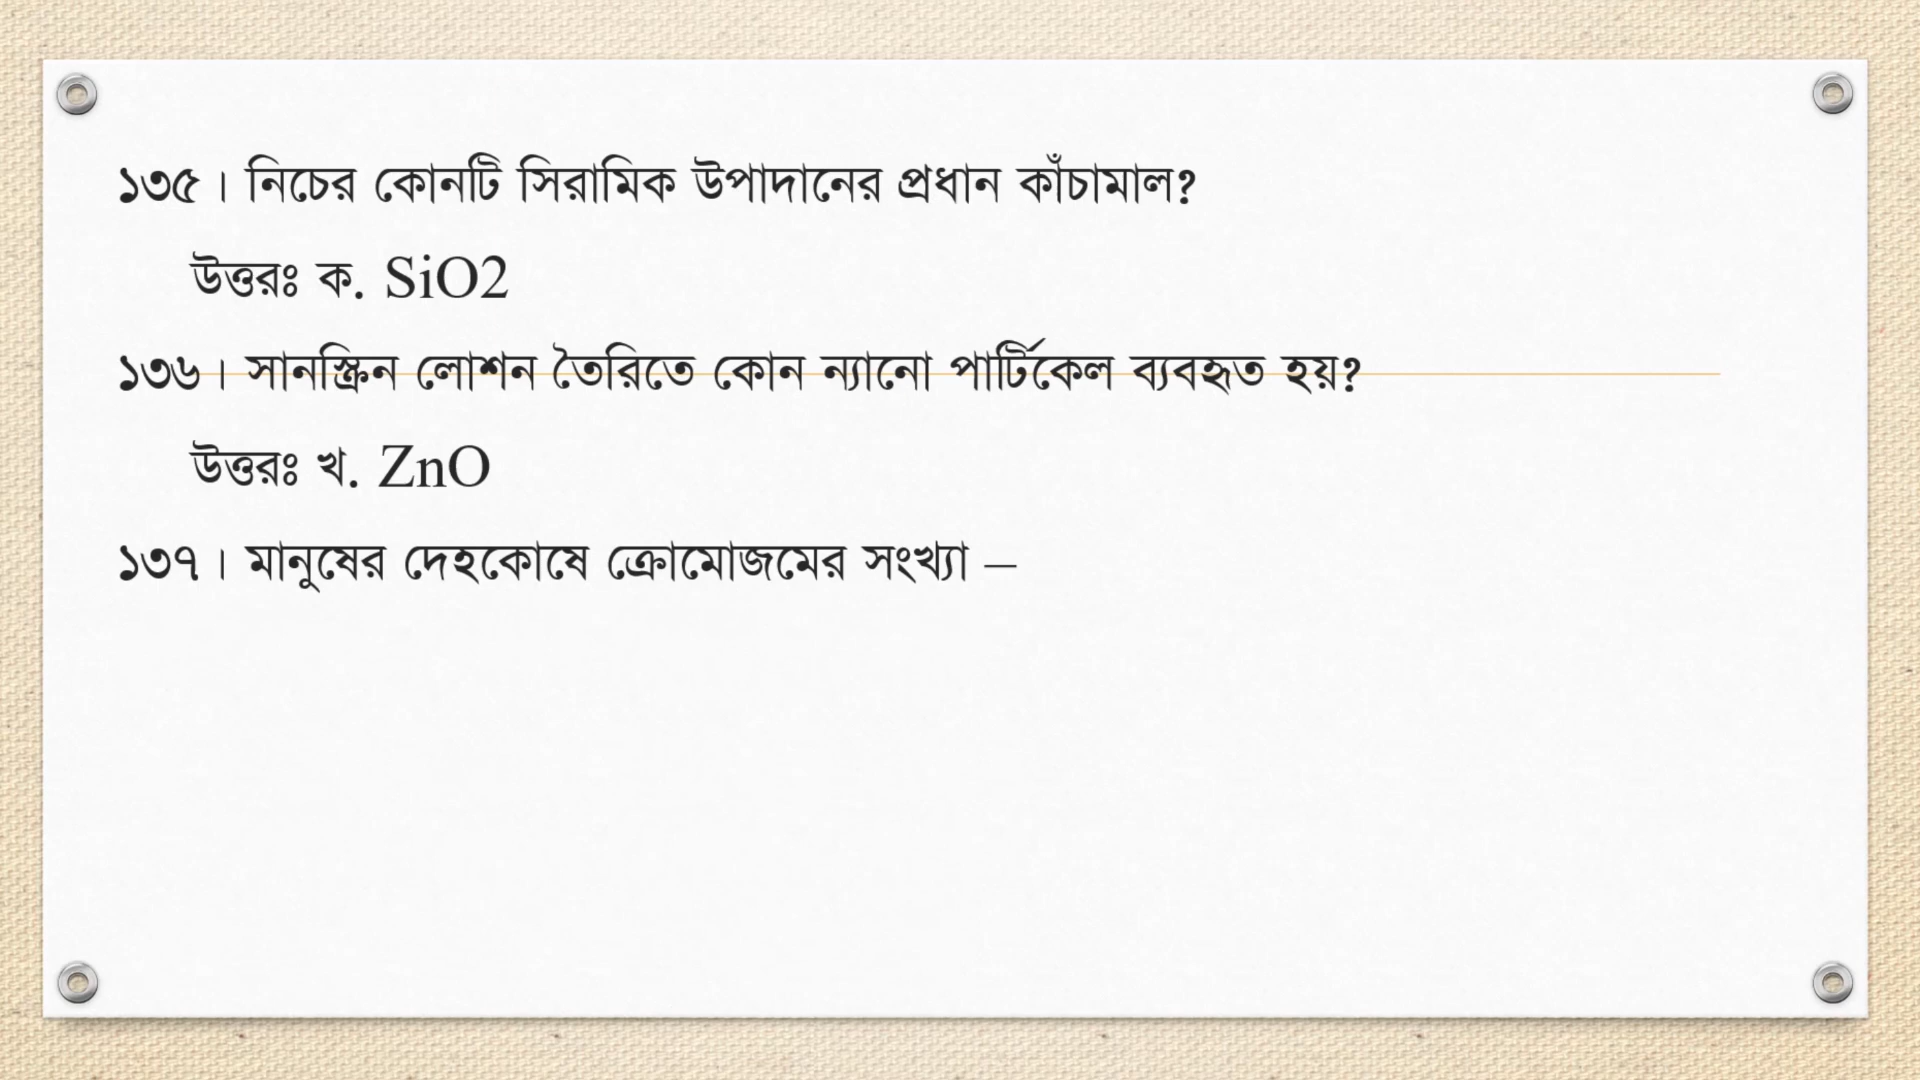 ১৩৫। নিচের কোনটি সিরামিক উপাদানের প্রধান কাঁচামাল?
উত্তরঃ ক. SiO2
১৩৬। সানস্ক্রিন লোশন তৈরিতে কোন ন্যানো পার্টিকেল ব্যবহৃত হয়?
উত্তরঃ খ. ZnO
১৩৭। মানুষের দেহকোষে ক্রোমোজমের সংখ্যা –